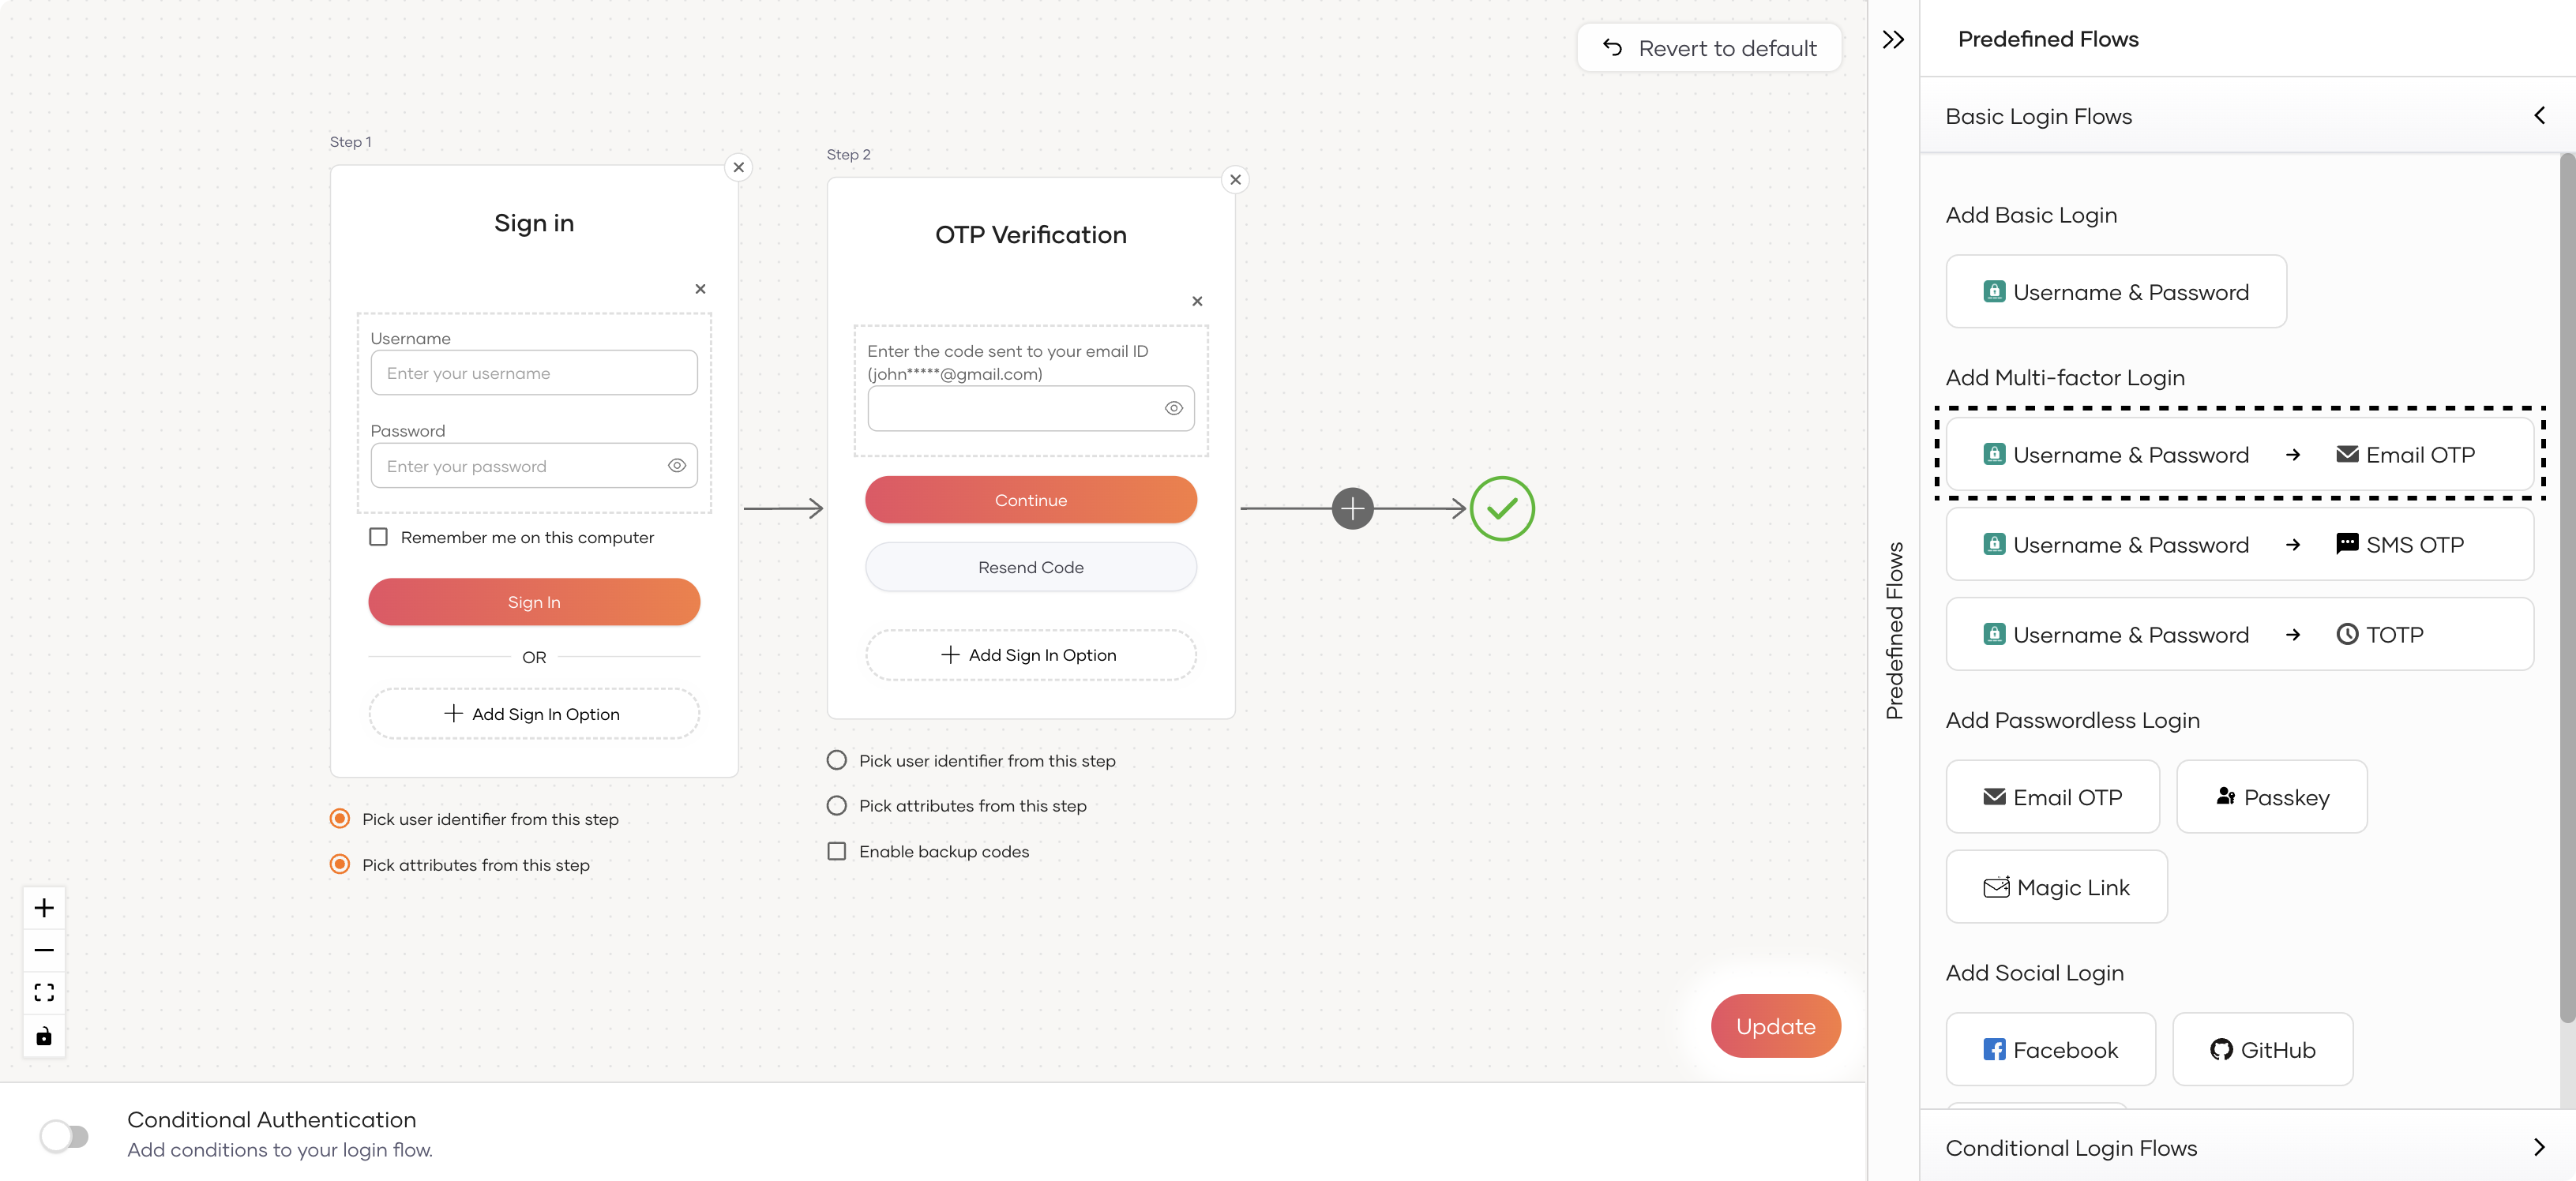 Revert to default
Step 1
Sign in
Username
Enter your username
Password
Enter your password
Remember me on this computer
Sign In
OR
Add Sign In Option
Pick user identifier from this step
Pick attributes from this step
Step 2
OTP Verification
Enter the code sent to your email ID
(john*****@gmail.com)
Continue
Resend Code
Add Sign In Option
Pick user identifier from this step
Pick attributes from this step
Enable backup codes
Update
Conditional Authentication
Add conditions to your login flow.
Predefined Flows
Predefined Flows
Basic Login Flows
Add Basic Login
Username & Password
Add Multi-factor Login
Username & Password → Email OTP
Username & Password → SMS OTP
Username & Password → TOTP
Add Passwordless Login
Email OTP
Passkey
Magic Link
Add Social Login
Facebook
GitHub
Conditional Login Flows